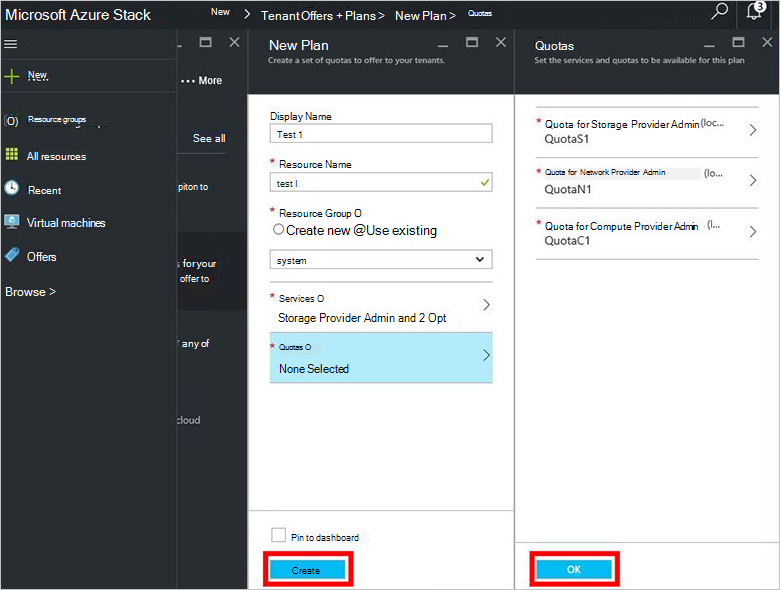 Microsoft Azure Stack
New > Tenant Offers + Plans > New Plan > Quotas
3
New
Resource groups
All resources
Recent
Virtual machines
Offers
Browse >
••• More
See all
piton to
s for your
offer to
any of
cloud
New Plan
Create a set of quotas to offer to your tenants.
Display Name
Test 1
* Resource Name
test l
* Resource Group O
Create new @Use existing
system
* Services O
Storage Provider Admin and 2 Opt
* Quotas O
None Selected
Pin to dashboard
Create
Quotas
Set the services and quotas to be available for this plan
* Quota for Storage Provider Admin (loc...
QuotaS1
* Quota for Network Provider Admin (lo...
QuotaN1
* Quota for Compute Provider Admin (l...
QuotaC1
OK